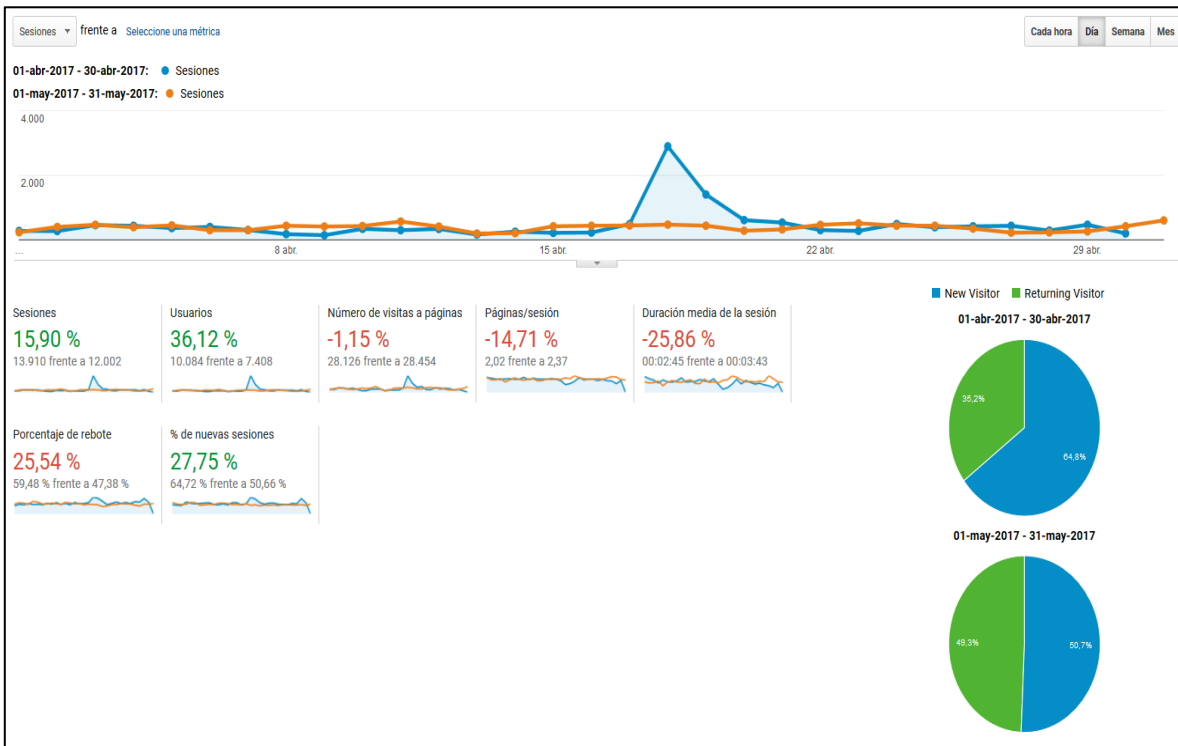 Sesiones frente a Seleccione una métrica
Cada hora Día Semana Mes
01-abr-2017 - 30-abr-2017: Sesiones
01-may-2017 - 31-may-2017: Sesiones
4.000
2.000
... 8 abr. 15 abr. 22 abr. 29 abr.
Sesiones
15,90 %
13.910 frente a 12.002
Usuarios
36,12 %
10.084 frente a 7.408
Número de visitas a páginas
-1,15 %
28.126 frente a 28.454
Páginas/sesión
-14,71 %
2,02 frente a 2,37
Duración media de la sesión
-25,86 %
00:02:45 frente a 00:03:43
Porcentaje de rebote
25,54 %
59,48 % frente a 47,38 %
% de nuevas sesiones
27,75 %
64,72 % frente a 50,66 %
New Visitor Returning Visitor
01-abr-2017 - 30-abr-2017
35,2%
64,8%
01-may-2017 - 31-may-2017
49,3%
50,7%